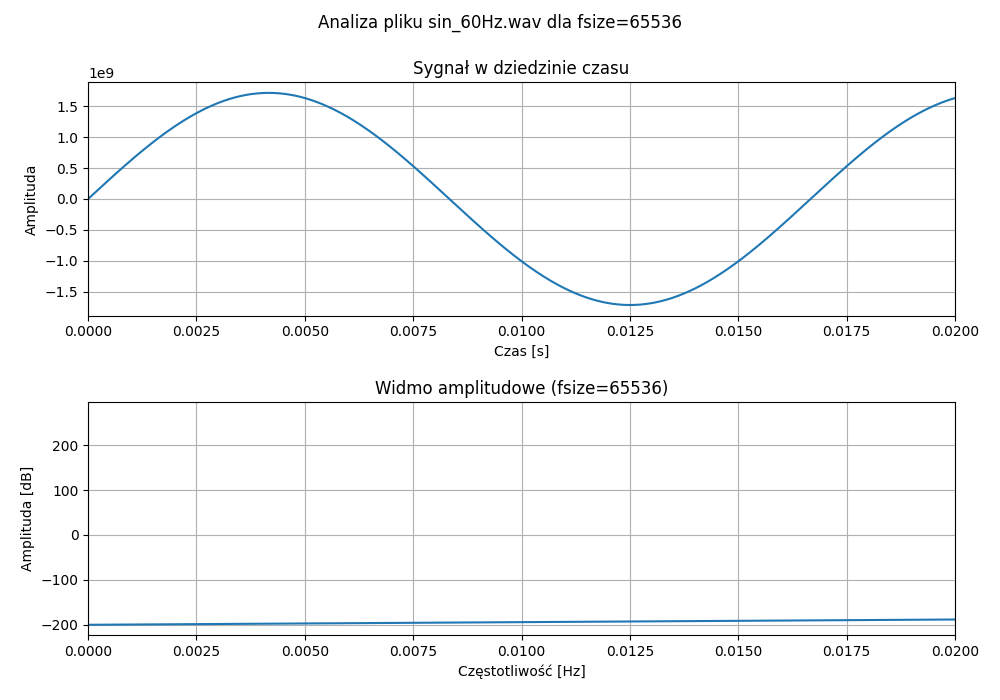 Analiza pliku sin_60Hz.wav dla fsize=65536
Sygnał w dziedzinie czasu
1e9
1.5
1.0
0.5
0.0
−0.5
−1.0
−1.5
Amplituda
0.0000 0.0025 0.0050 0.0075 0.0100 0.0125 0.0150 0.0175 0.0200
Czas [s]
Widmo amplitudowe (fsize=65536)
200
100
0
−100
−200
Amplituda [dB]
0.0000 0.0025 0.0050 0.0075 0.0100 0.0125 0.0150 0.0175 0.0200
Częstotliwość [Hz]